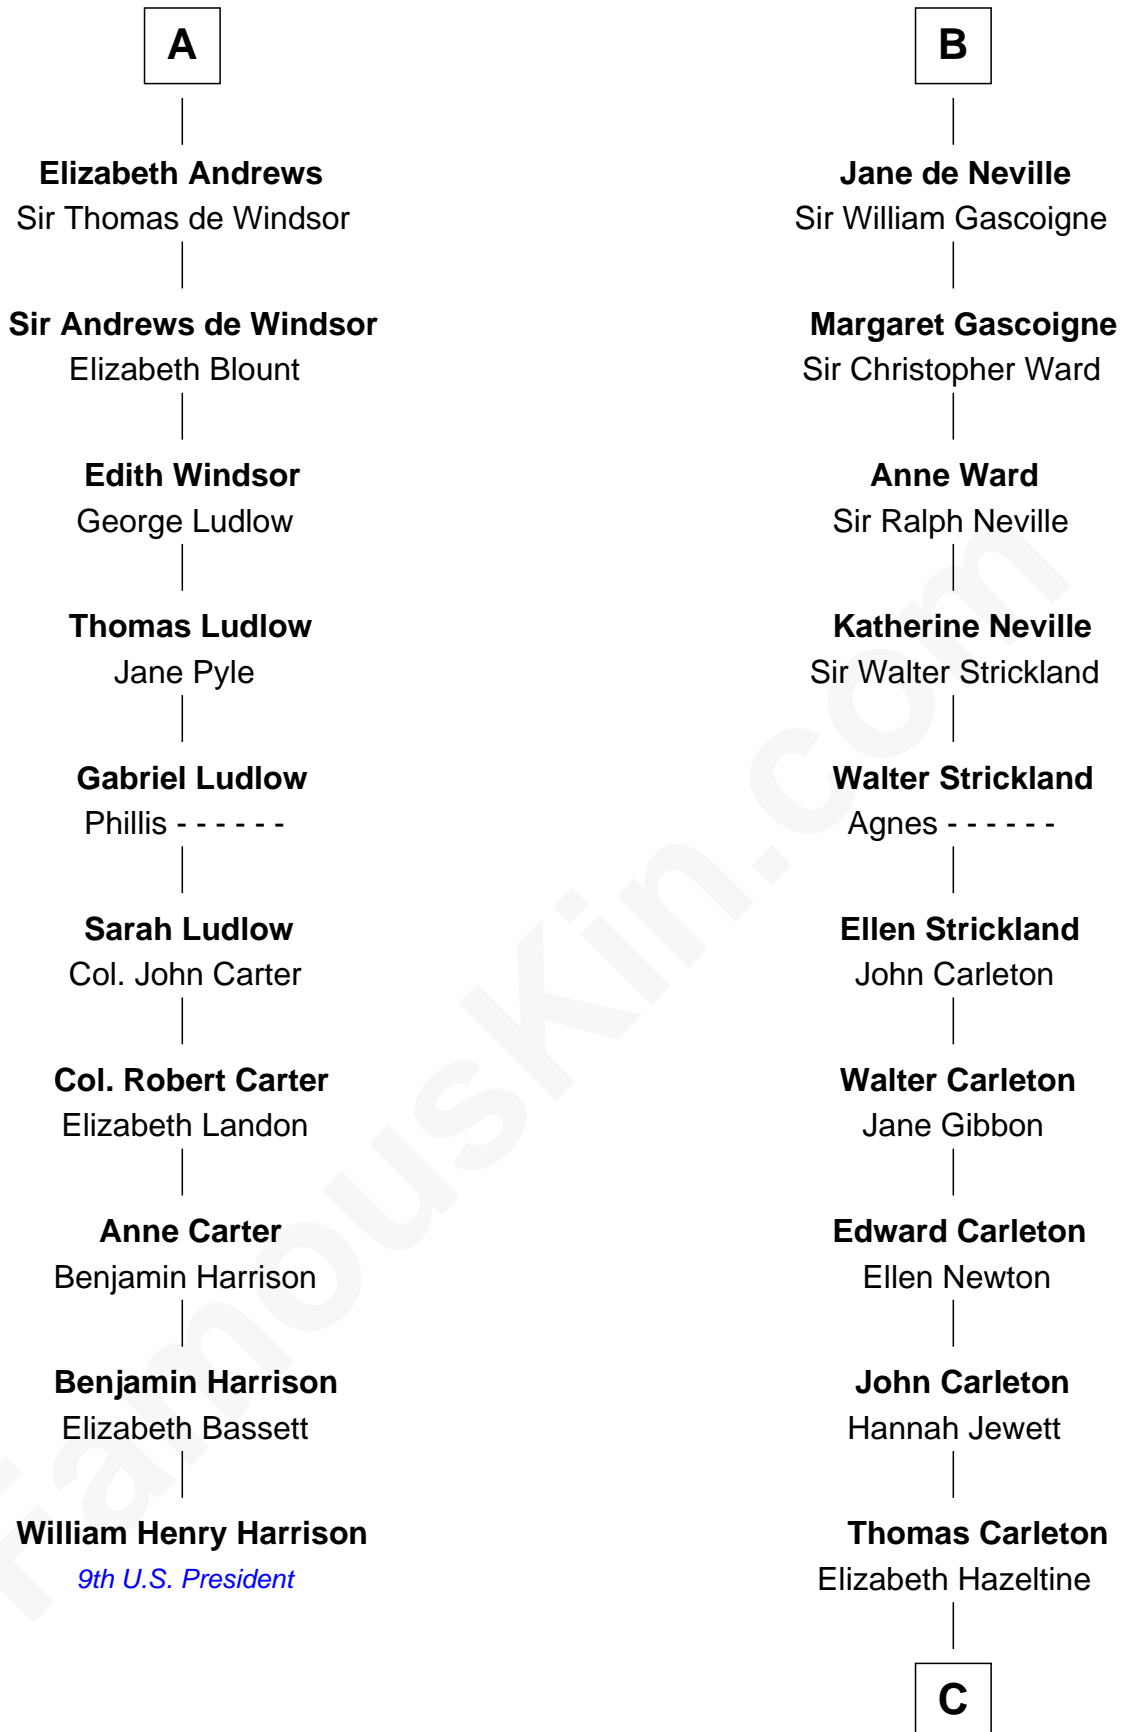 A
Elizabeth Andrews
Sir Thomas de Windsor
Sir Andrews de Windsor
Elizabeth Blount
Edith Windsor
George Ludlow
Thomas Ludlow
Jane Pyle
Gabriel Ludlow
Phillis - - - - - -
Sarah Ludlow
Col. John Carter
Col. Robert Carter
Elizabeth Landon
Anne Carter
Benjamin Harrison
Benjamin Harrison
Elizabeth Bassett
William Henry Harrison
9th U.S. President
B
Jane de Neville
Sir William Gascoigne
Margaret Gascoigne
Sir Christopher Ward
Anne Ward
Sir Ralph Neville
Katherine Neville
Sir Walter Strickland
Walter Strickland
Agnes - - - - - -
Ellen Strickland
John Carleton
Walter Carleton
Jane Gibbon
Edward Carleton
Ellen Newton
John Carleton
Hannah Jewett
Thomas Carleton
Elizabeth Hazeltine
C
FamousKin.com